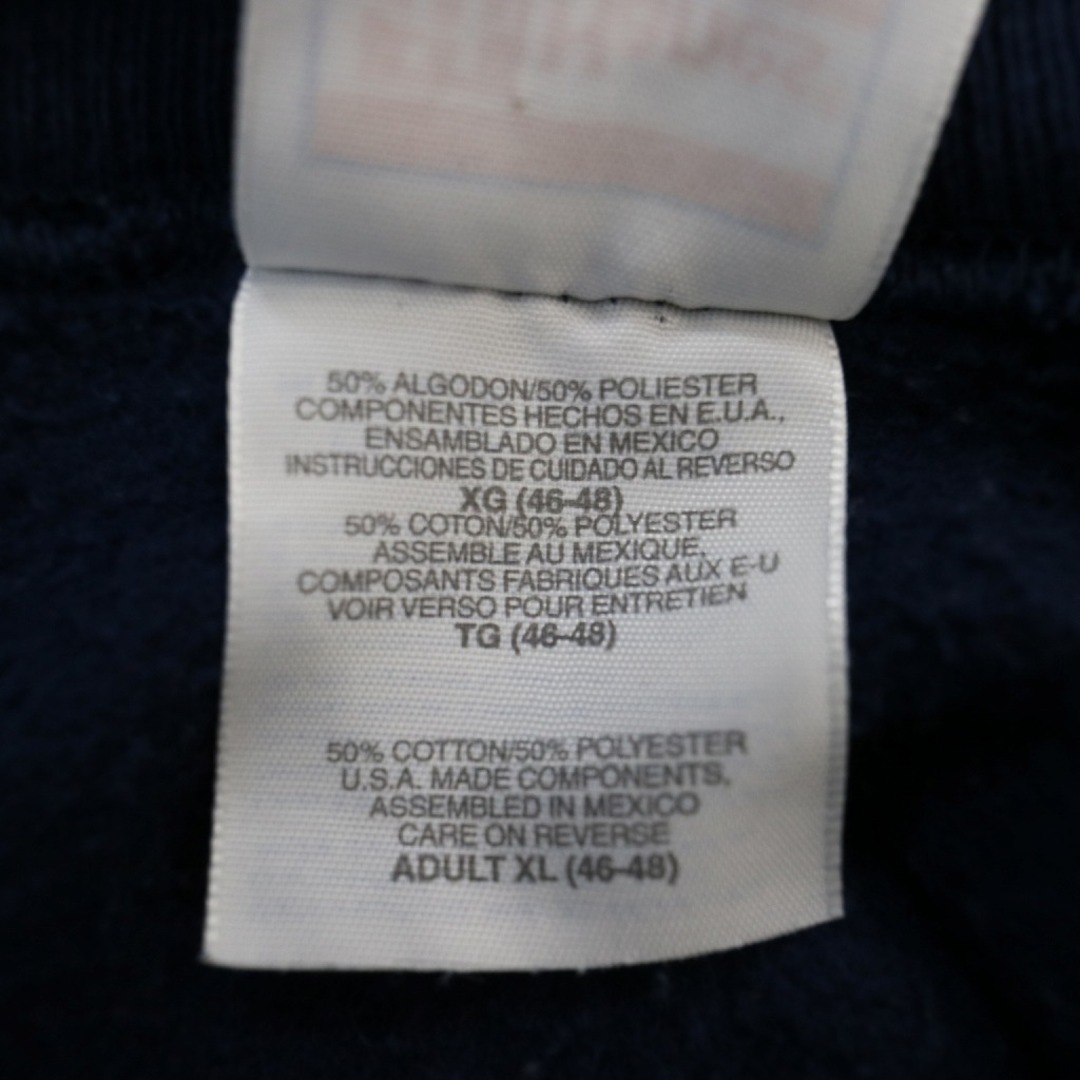 50% ALGODON/50% POLIESTER
COMPONENTES HECHOS EN E.U.A.,
ENSAMBLADO EN MEXICO
INSTRUCCIONES DE CUIDADO AL REVERSO
XG (46-48)
50% COTON/50% POLYESTER
ASSEMBLE AU MEXIQUE,
COMPOSANTS FABRIQUES AUX E-U
VOIR VERSO POUR ENTRETIEN
TG (46-48)
50% COTTON/50% POLYESTER
U.S.A. MADE COMPONENTS,
ASSEMBLED IN MEXICO
CARE ON REVERSE
ADULT XL (46-48)